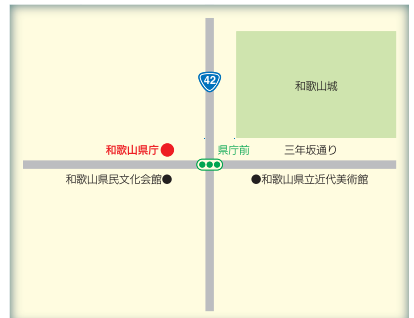 42
和歌山城
和歌山県庁
県庁前
三年坂通り
和歌山県民文化会館
和歌山県立近代美術館